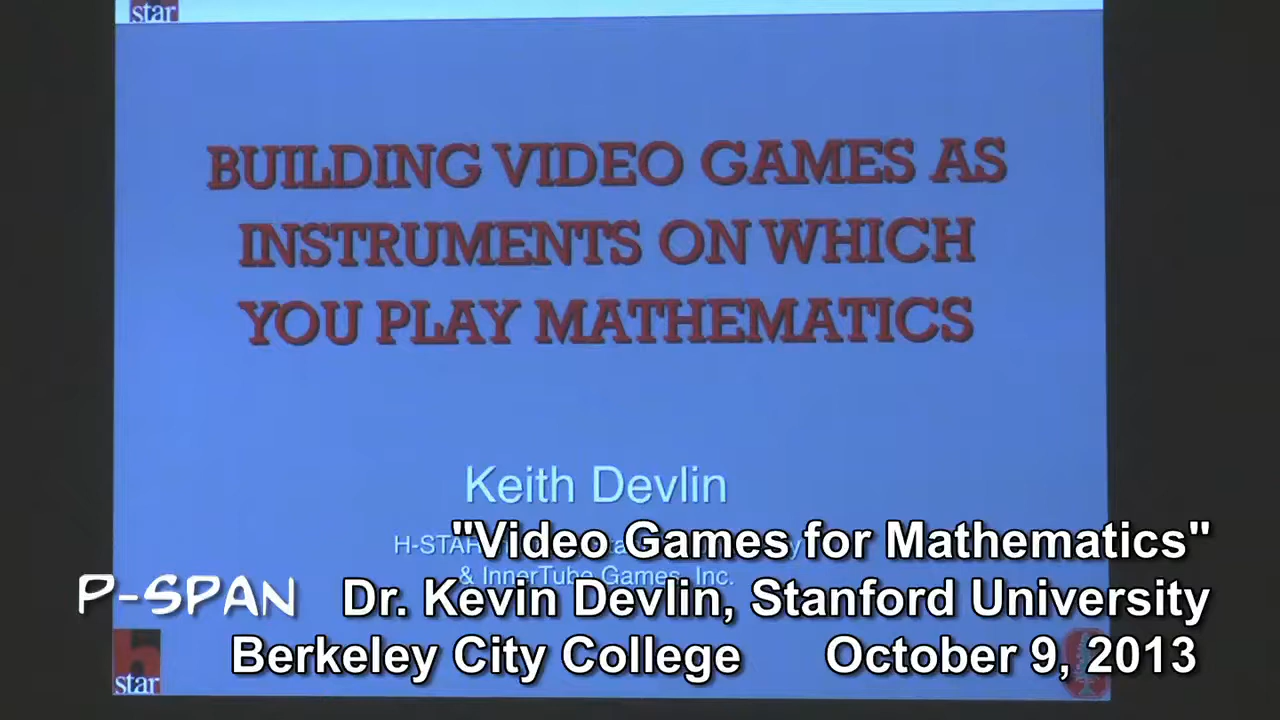 star
BUILDING VIDEO GAMES AS
INSTRUMENTS ON WHICH
YOU PLAY MATHEMATICS
Keith Devlin
H-STAR
"Video Games for Mathematics"
& InnerTube Games, Inc.
P-SPAN
Dr. Kevin Devlin, Stanford University
Berkeley City College October 9, 2013
h
star